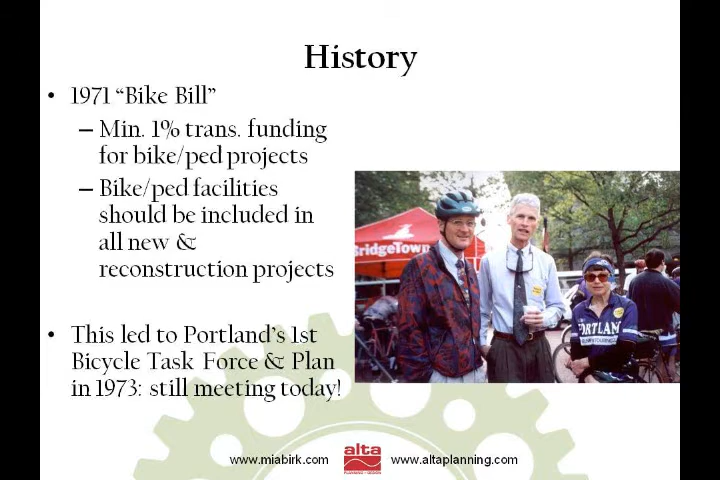 History
• 1971 “Bike Bill”
– Min. 1% trans. funding
for bike/ped projects
– Bike/ped facilities
should be included in
all new &
reconstruction projects
• This led to Portland’s 1st
Bicycle Task Force & Plan
in 1973: still meeting today!
BridgeTown
PORTLAN
www.miabirk.com
alta
PLANNING + DESIGN
www.altaplanning.com